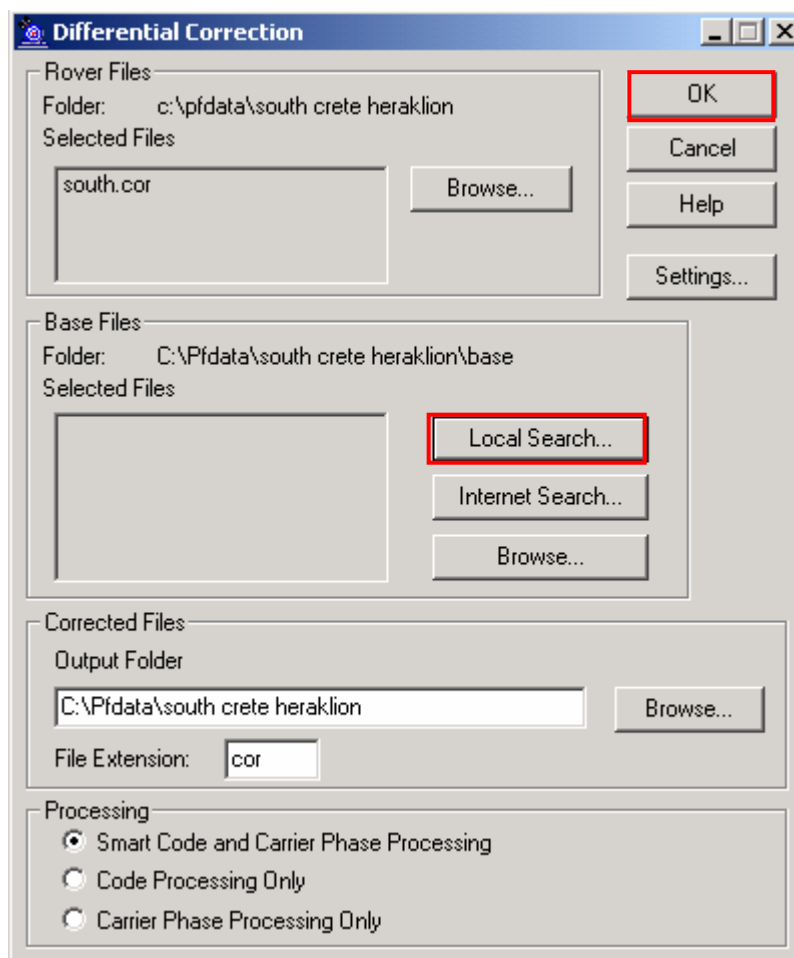 Differential Correction
Rover Files
Folder: c:\pfdata\south crete heraklion
Selected Files
south.cor
Browse...
OK
Cancel
Help
Settings...
Base Files
Folder: C:\Pfdata\south crete heraklion\base
Selected Files
Local Search...
Internet Search...
Browse...
Corrected Files
Output Folder
C:\Pfdata\south crete heraklion
Browse...
File Extension: cor
Processing
Smart Code and Carrier Phase Processing
Code Processing Only
Carrier Phase Processing Only